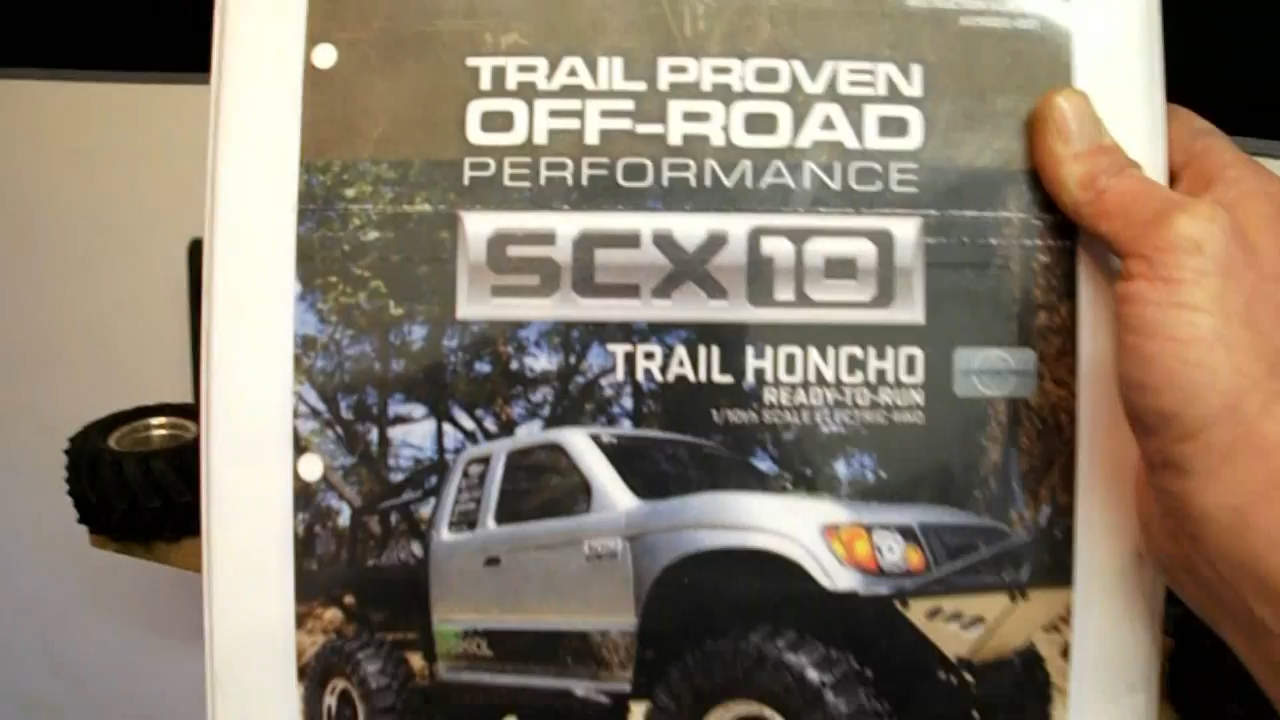 TRAIL PROVEN
OFF-ROAD
PERFORMANCE
SCX10
TRAIL HONCHO
READY-TO-RUN
1/10th SCALE ELECTRIC 4WD